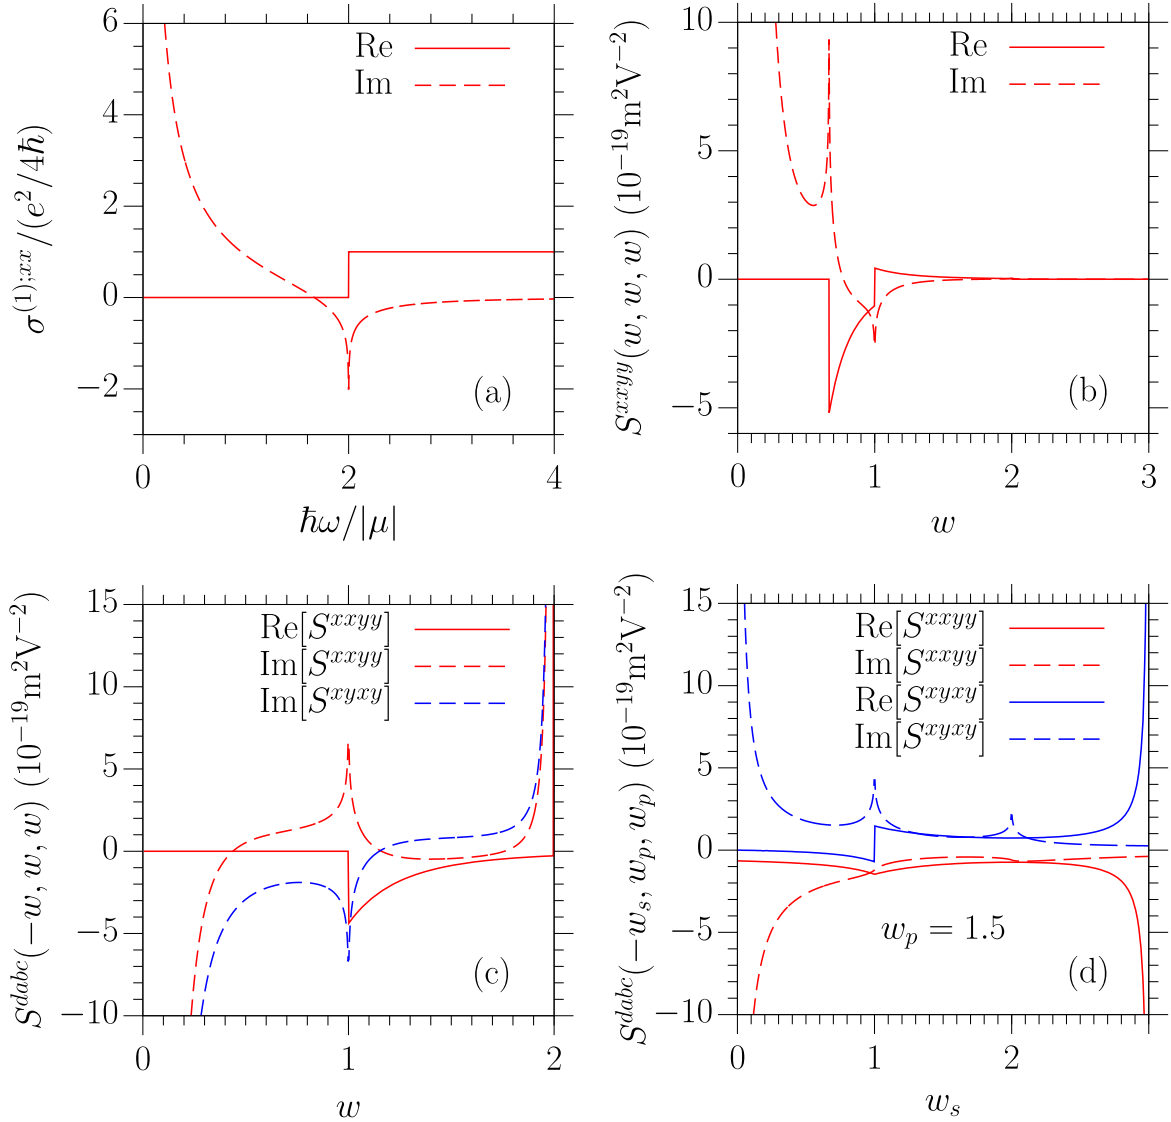 σ^{(1);xx}/(e^2/4ħ)
6
4
2
0
−2
Re
Im
(a)
0 2 4
ħω/|μ|
S^{xxyy}(w, w, w) (10^{−19}m^2V^{−2})
10
5
0
−5
Re
Im
(b)
0 1 2 3
w
S^{dabc}(−w, w, w) (10^{−19}m^2V^{−2})
15
10
5
0
−5
−10
Re[S^{xxyy}]
Im[S^{xxyy}]
Im[S^{xyxy}]
(c)
0 1 2
w
S^{dabc}(−w_s, w_p, w_p) (10^{−19}m^2V^{−2})
15
10
5
0
−5
−10
Re[S^{xxyy}]
Im[S^{xxyy}]
Re[S^{xyxy}]
Im[S^{xyxy}]
w_p = 1.5
(d)
0 1 2
w_s